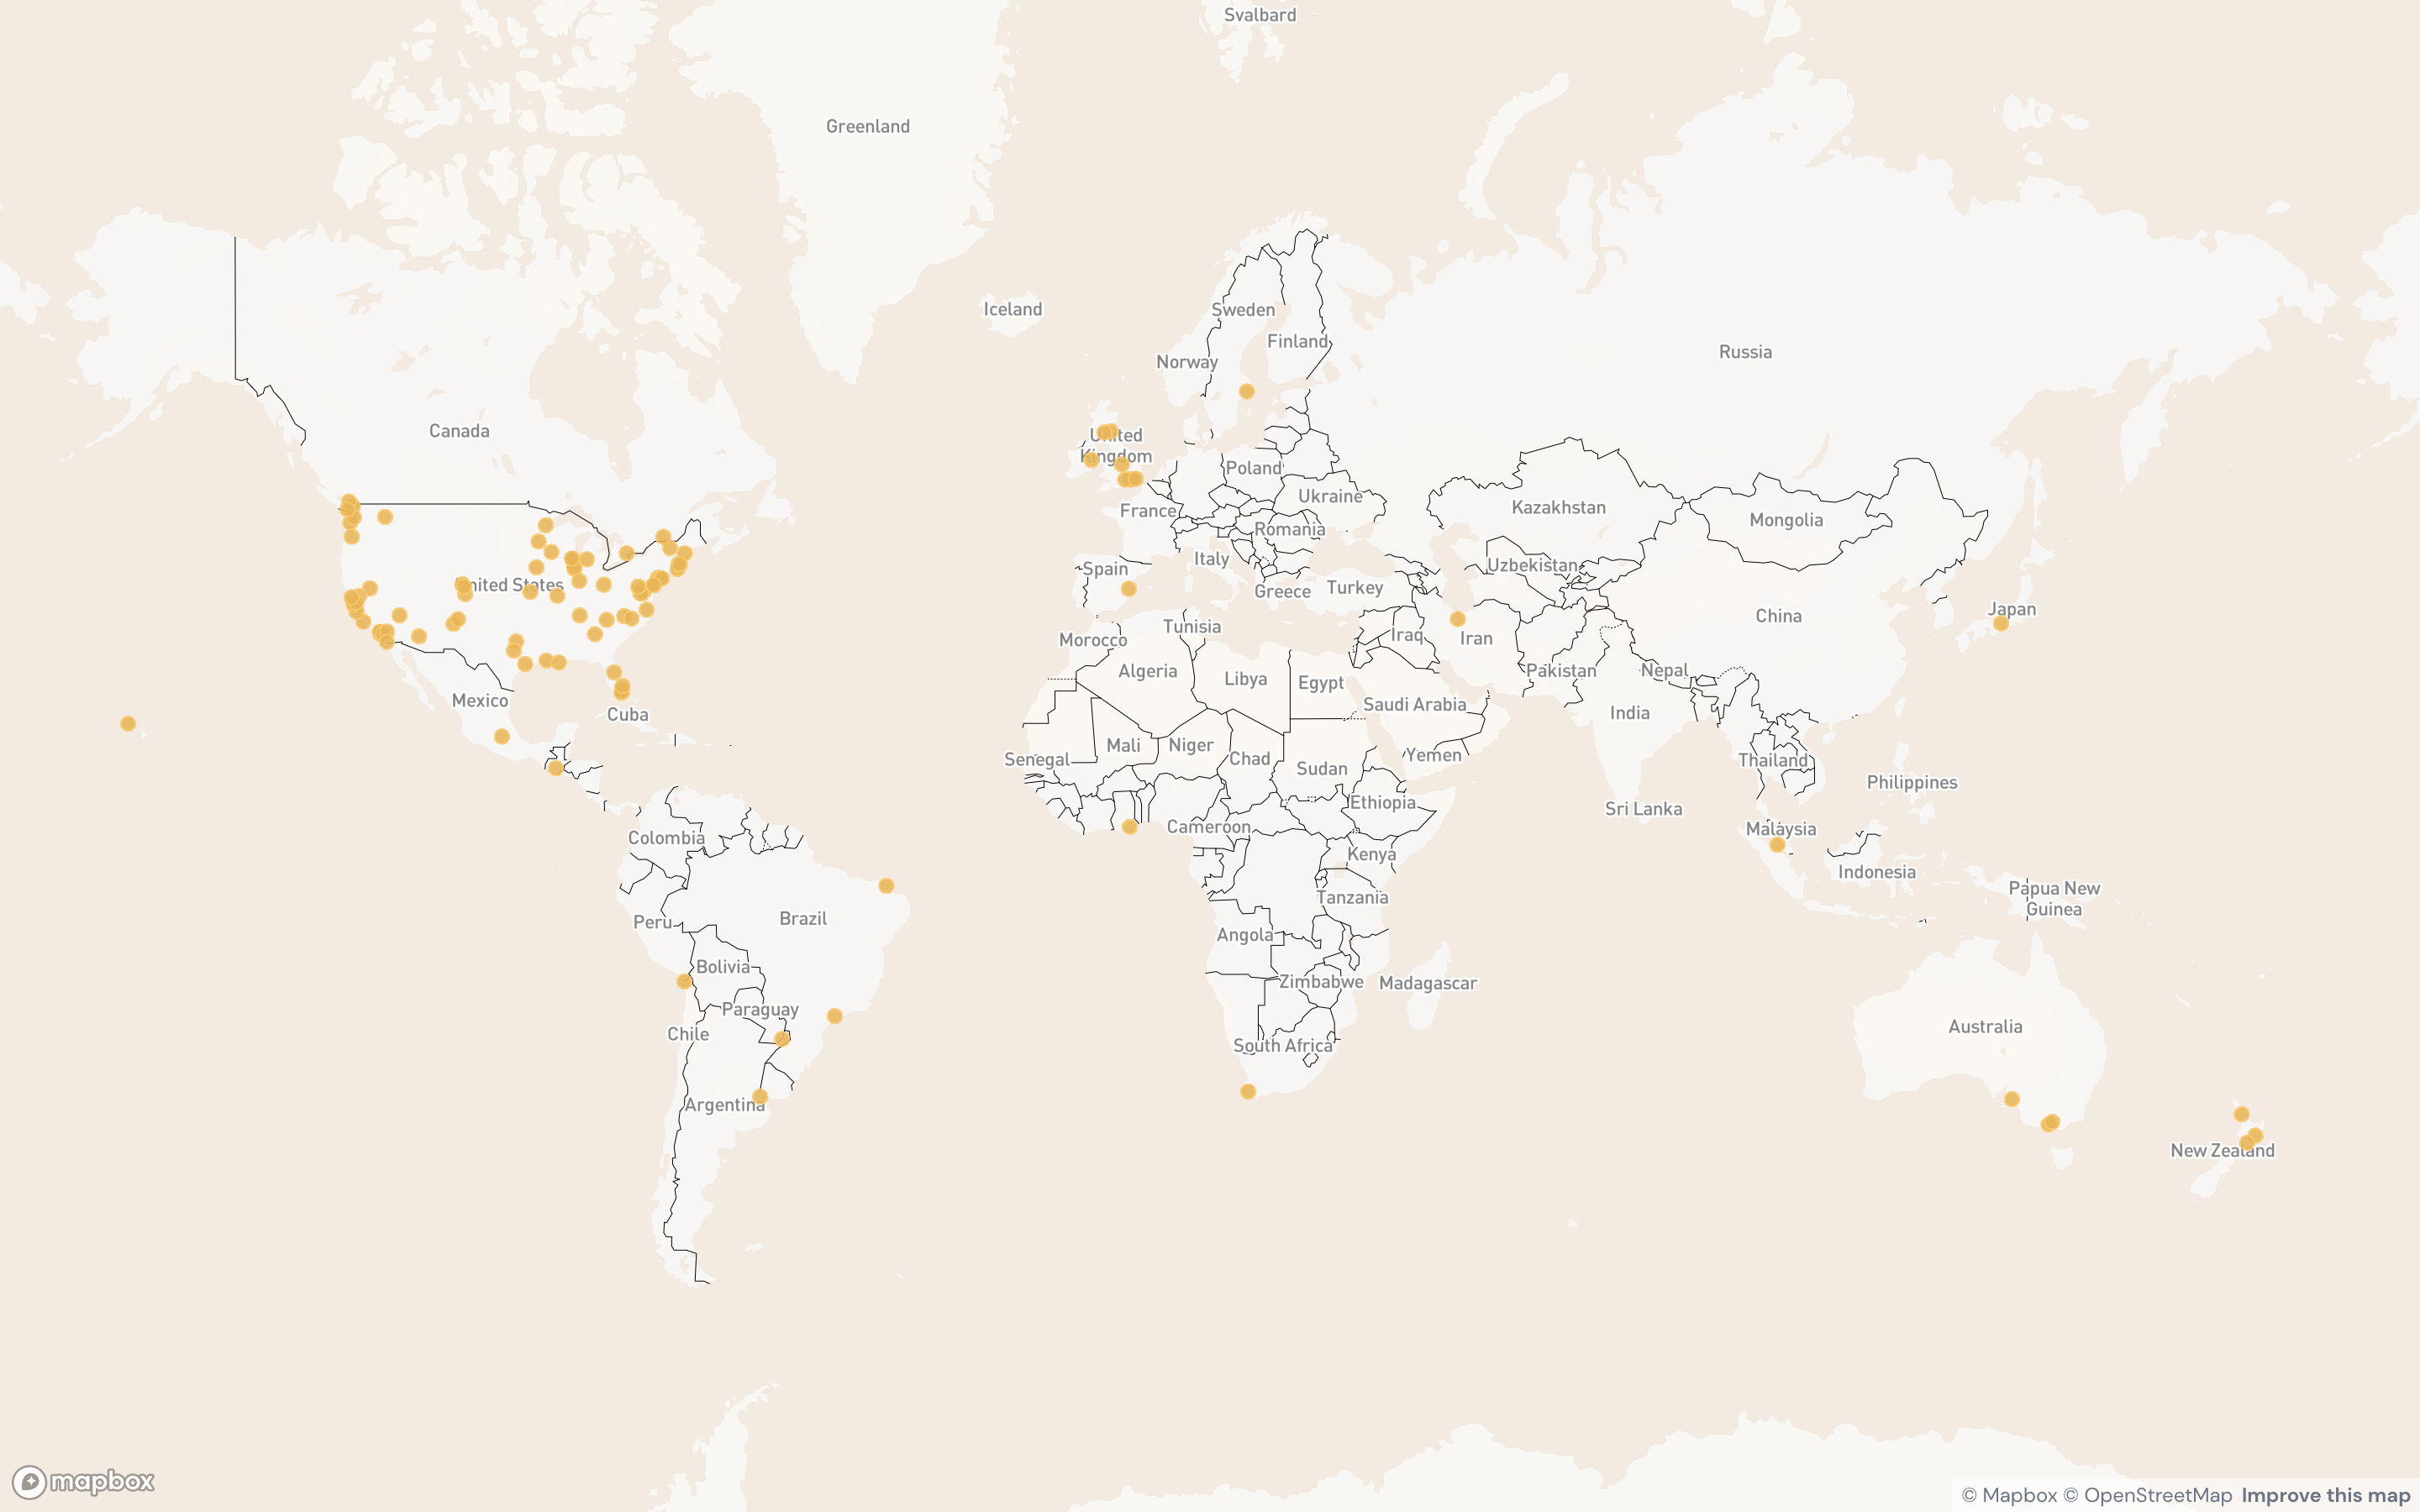 Svalbard
Greenland
Iceland
Sweden
Finland
Norway
Russia
Canada
United
Kingdom
Poland
Ukraine
Kazakhstan
Mongolia
France
Romania
Italy
Spain
Uzbekistan
Greece
Turkey
United States
Japan
China
Tunisia
Morocco
Iraq
Iran
Algeria
Libya
Egypt
Pakistan
Nepal
Mexico
Cuba
Saudi Arabia
India
Mali
Niger
Chad
Senegal
Yemen
Sudan
Thailand
Philippines
Ethiopia
Sri Lanka
Cameroon
Malaysia
Colombia
Kenya
Indonesia
Papua New
Guinea
Tanzania
Peru
Brazil
Angola
Bolivia
Zimbabwe
Madagascar
Paraguay
Chile
Australia
South Africa
Argentina
New Zealand
mapbox
© Mapbox © OpenStreetMap Improve this map